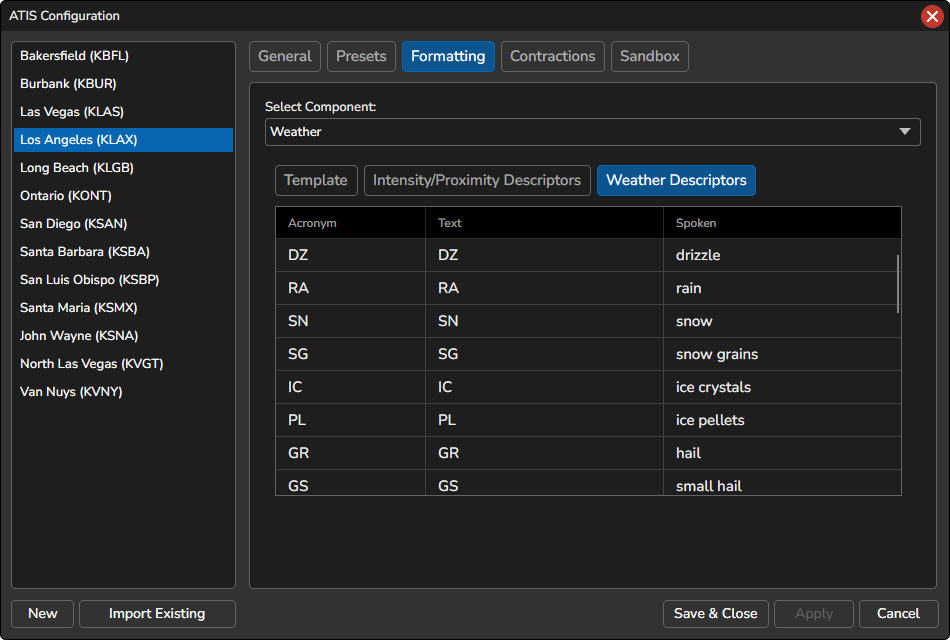 ATIS Configuration
Bakersfield (KBFL)
Burbank (KBUR)
Las Vegas (KLAS)
Los Angeles (KLAX)
Long Beach (KLGB)
Ontario (KONT)
San Diego (KSAN)
Santa Barbara (KSBA)
San Luis Obispo (KSBP)
Santa Maria (KSMX)
John Wayne (KSNA)
North Las Vegas (KVGT)
Van Nuys (KVNY)
General Presets Formatting Contractions Sandbox
Select Component:
Weather
Template Intensity/Proximity Descriptors Weather Descriptors
Acronym Text Spoken
DZ DZ drizzle
RA RA rain
SN SN snow
SG SG snow grains
IC IC ice crystals
PL PL ice pellets
GR GR hail
GS GS small hail
New Import Existing Save & Close Apply Cancel